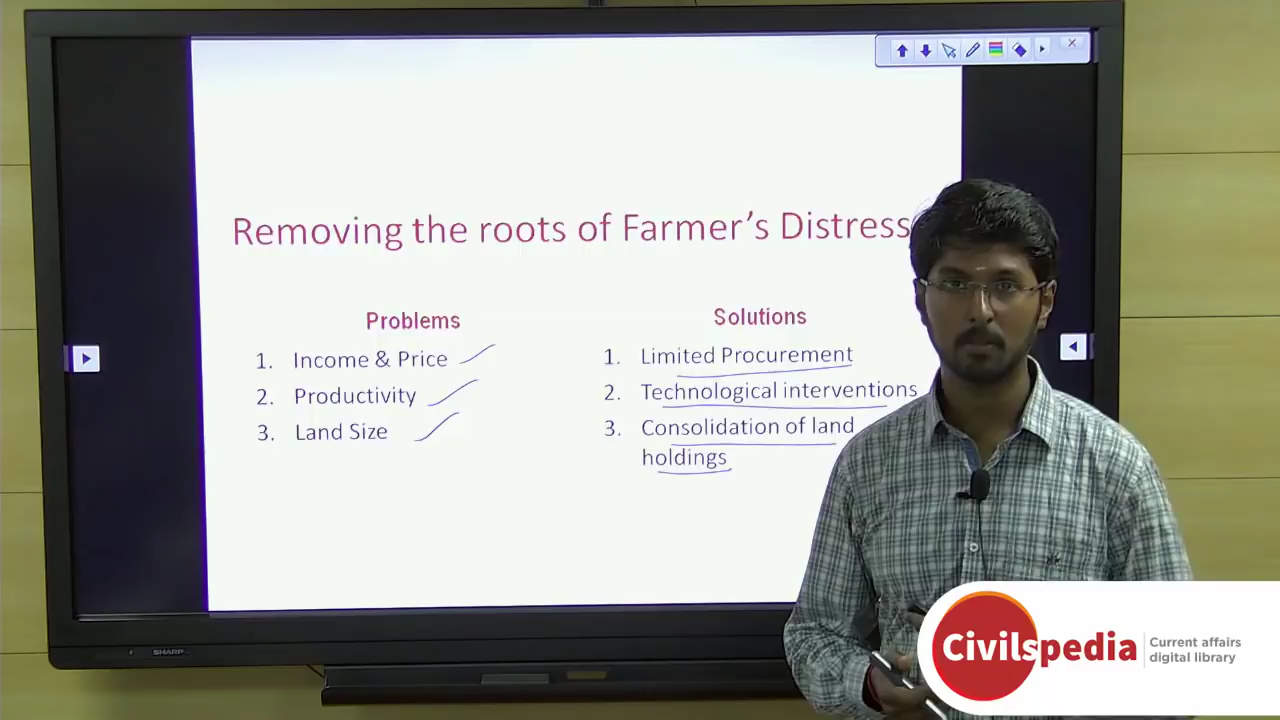 Removing the roots of Farmer's Distress
Problems
1. Income & Price
2. Productivity
3. Land Size
Solutions
1. Limited Procurement
2. Technological interventions
3. Consolidation of land
holdings
SHARP
Civilspedia
Current affairs
digital library